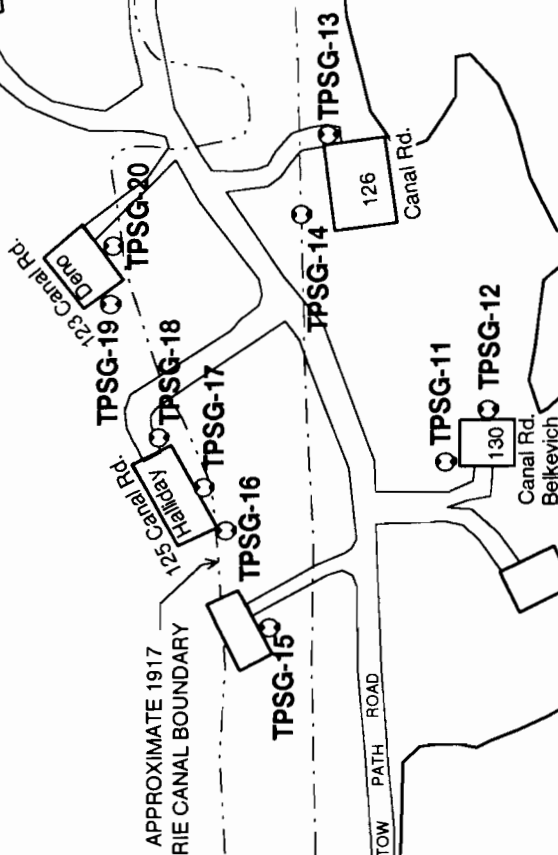 TPSG-13
126
Canal Rd.
TPSG-14
TPSG-20
123 Canal Rd.
Deno
TPSG-19
TPSG-18
TPSG-17
125 Canal Rd.
Halliday
TPSG-16
TPSG-15
TPSG-11
TPSG-12
130
Canal Rd.
Belkevich
APPROXIMATE 1917
RIE CANAL BOUNDARY
TOW PATH ROAD